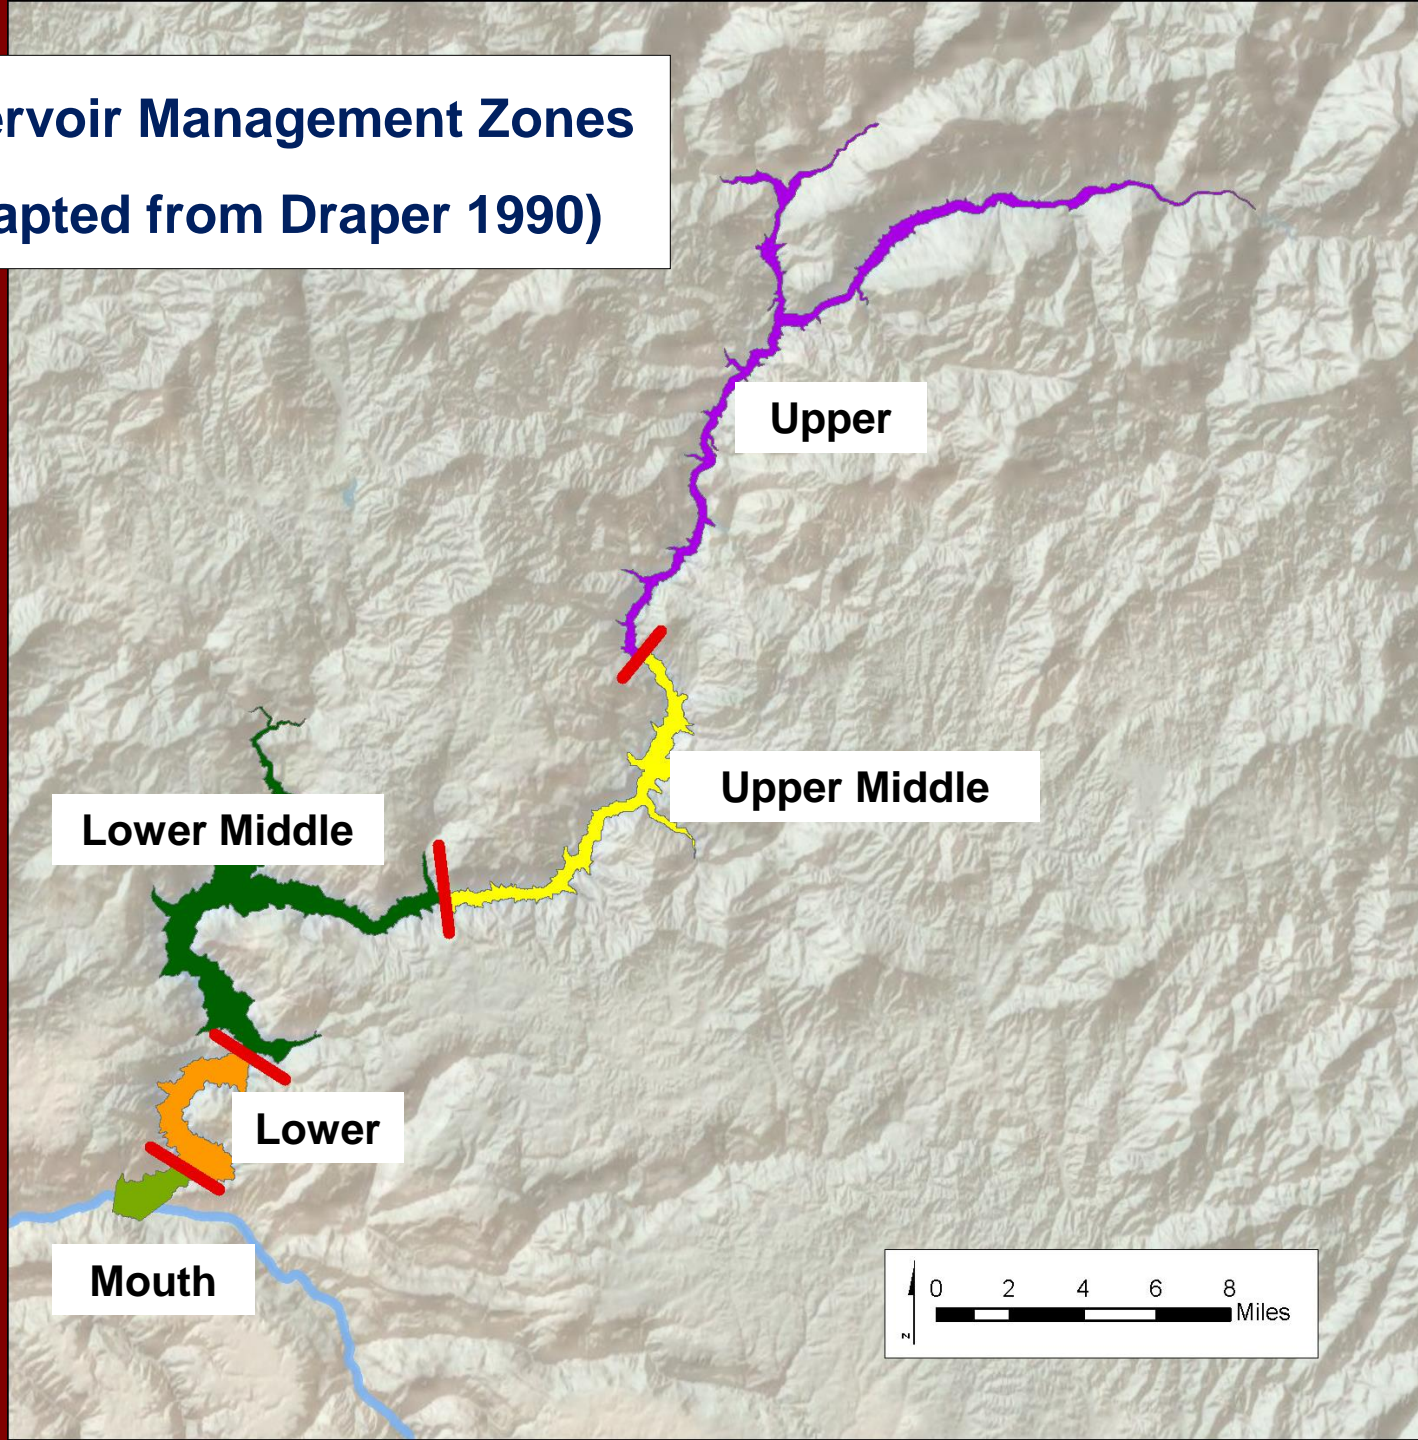 ervoir Management Zones
apted from Draper 1990)
Upper
Upper Middle
Lower Middle
Lower
Mouth
0 2 4 6 8
Miles
z